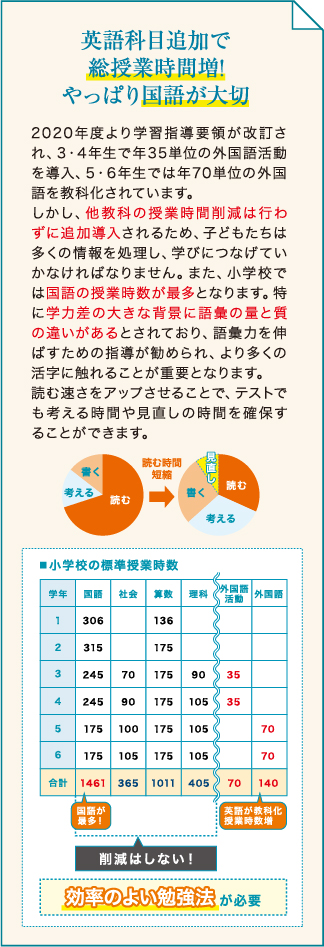 英語科目追加で
総授業時間増!
やっぱり国語が大切
2020年度より学習指導要領が改訂さ
れ、3・4年生で年35単位の外国語活動
を導入、5・6年生では年70単位の外国
語を教科化されています。
しかし、他教科の授業時間削減は行わ
ずに追加導入されるため、子どもたちは
多くの情報を処理し、学びにつなげてい
かなければなりません。また、小学校で
は国語の授業時数が最多となります。特
に学力差の大きな背景に語彙の量と質
の違いがあるとされており、語彙力を伸
ばすための指導が勧められ、より多くの
活字に触れることが重要となります。
読む速さをアップさせることで、テストで
も考える時間や見直しの時間を確保す
ることができます。
書く
考える
読む
読む時間
短縮
見直し
書く
読む
考える
■小学校の標準授業時数
学年 国語 社会 算数 理科 外国語活動 外国語
1 306 136
2 315 175
3 245 70 175 90 35
4 245 90 175 105 35
5 175 100 175 105 70
6 175 105 175 105 70
合計 1461 365 1011 405 70 140
国語が
最多!
英語が教科化
授業時数増
削減はしない!
効率のよい勉強法が必要